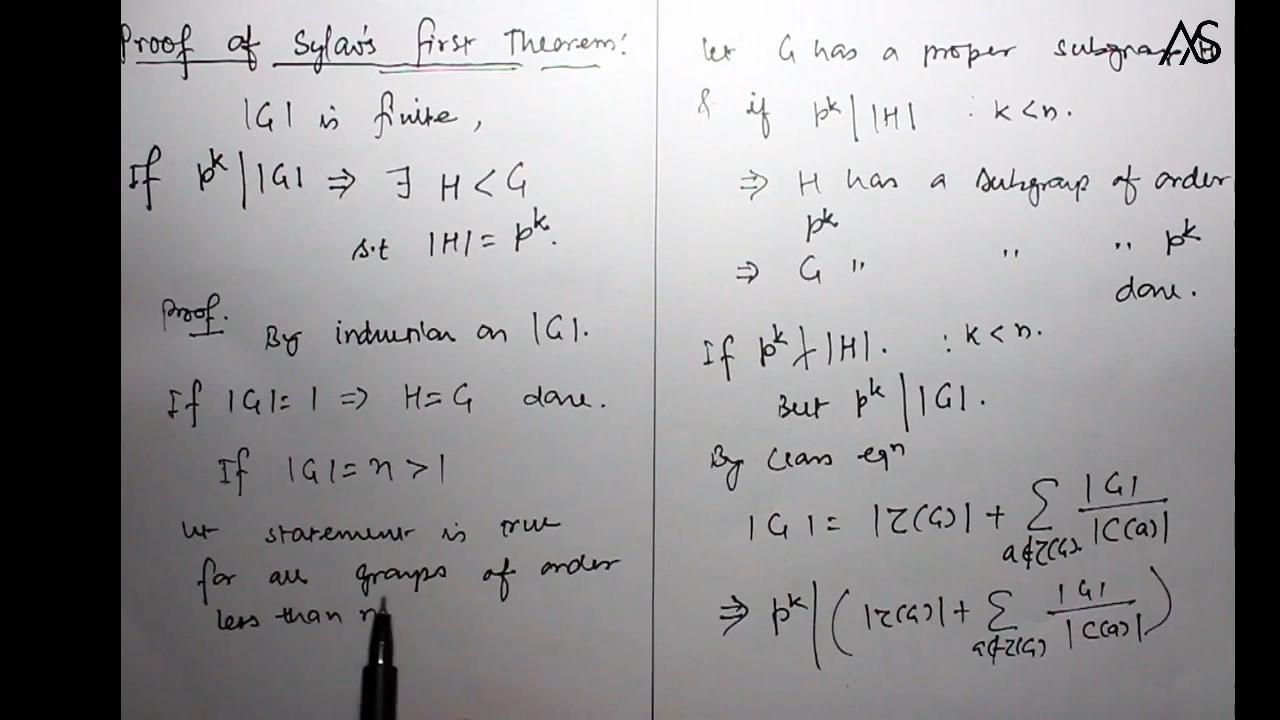 Proof of Sylow's first Theorem:
|G| is finite,
If p^k | |G| ⇒ ∃ H < G
s.t |H| = p^k.
Proof. By induction on |G|.
If |G| = 1 ⇒ H = G done.
If |G| = n > 1
let statement is true
for all groups of order
less than n
AS
let G has a proper subgroup H
& if p^k | |H| : k < n.
⇒ H has a subgroup of order
p^k
⇒ G " " " p^k
done.
If p^k ∤ |H|. : k < n.
But p^k | |G|.
By class eqn
|G| = |Z(G)| + ∑_{a∉Z(G)} |G| / |C(a)|
⇒ p^k | ( |Z(G)| + ∑_{a∉Z(G)} |G| / |C(a)| )